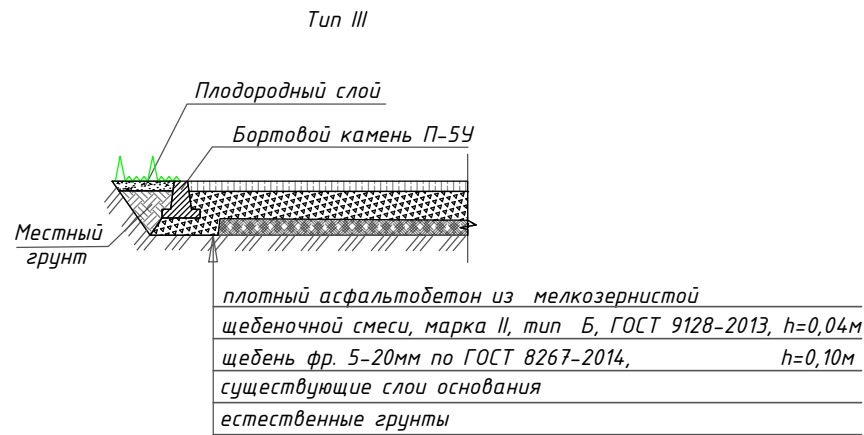 Тип III
Плодородный слой
Бортовой камень П-5У
Местный
грунт
плотный асфальтобетон из мелкозернистой
щебеночной смеси, марка II, тип Б, ГОСТ 9128-2013, h=0,04м
щебень фр. 5-20мм по ГОСТ 8267-2014, h=0,10м
существующие слои основания
естественные грунты